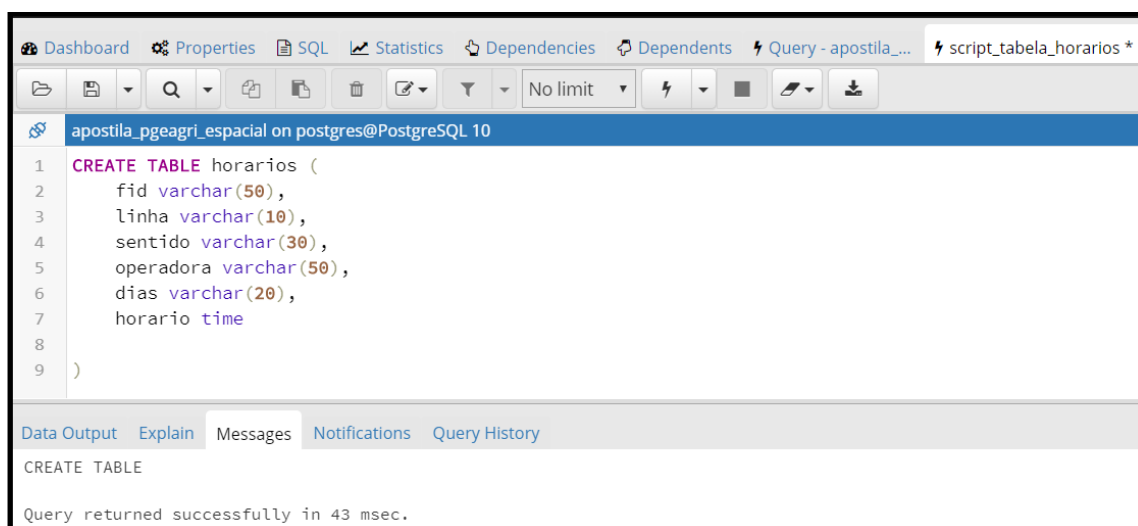 Dashboard Properties SQL Statistics Dependencies Dependents Query - apostila_... script_tabela_horarios *
No limit
apostila_pgeagri_espacial on postgres@PostgreSQL 10
1 CREATE TABLE horarios (
2 fid varchar(50),
3 linha varchar(10),
4 sentido varchar(30),
5 operadora varchar(50),
6 dias varchar(20),
7 horario time
8
9 )
Data Output Explain Messages Notifications Query History
CREATE TABLE
Query returned successfully in 43 msec.